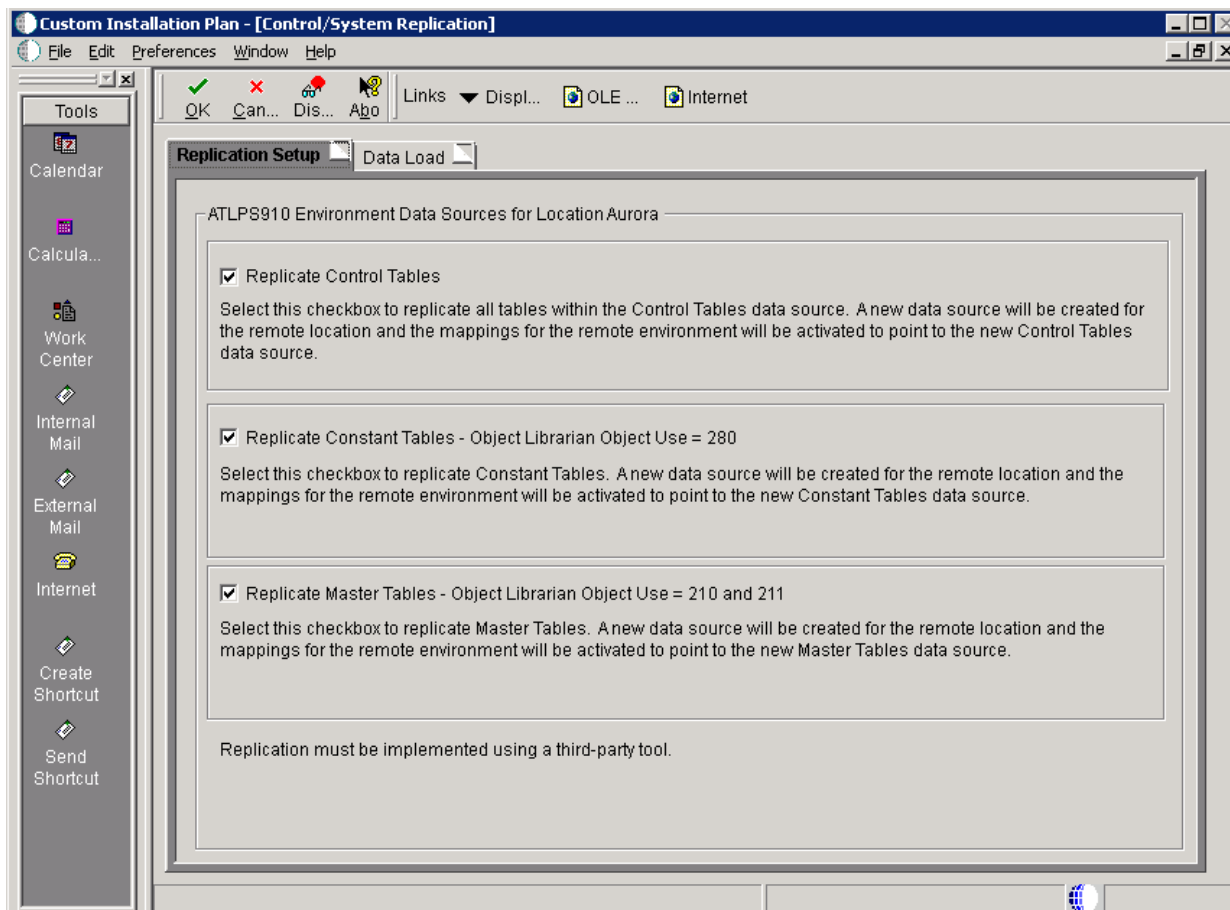 Custom Installation Plan - [Control/System Replication]
File Edit Preferences Window Help
Tools
Calendar
Calcula...
Work
Center
Internal
Mail
External
Mail
Internet
Create
Shortcut
Send
Shortcut
OK Can... Dis... Abo Links Displ... OLE ... Internet
Replication Setup Data Load
ATLPS910 Environment Data Sources for Location Aurora
Replicate Control Tables
Select this checkbox to replicate all tables within the Control Tables data source. A new data source will be created for
the remote location and the mappings for the remote environment will be activated to point to the new Control Tables
data source.
Replicate Constant Tables - Object Librarian Object Use = 280
Select this checkbox to replicate Constant Tables. A new data source will be created for the remote location and the
mappings for the remote environment will be activated to point to the new Constant Tables data source.
Replicate Master Tables - Object Librarian Object Use = 210 and 211
Select this checkbox to replicate Master Tables. A new data source will be created for the remote location and the
mappings for the remote environment will be activated to point to the new Master Tables data source.
Replication must be implemented using a third-party tool.